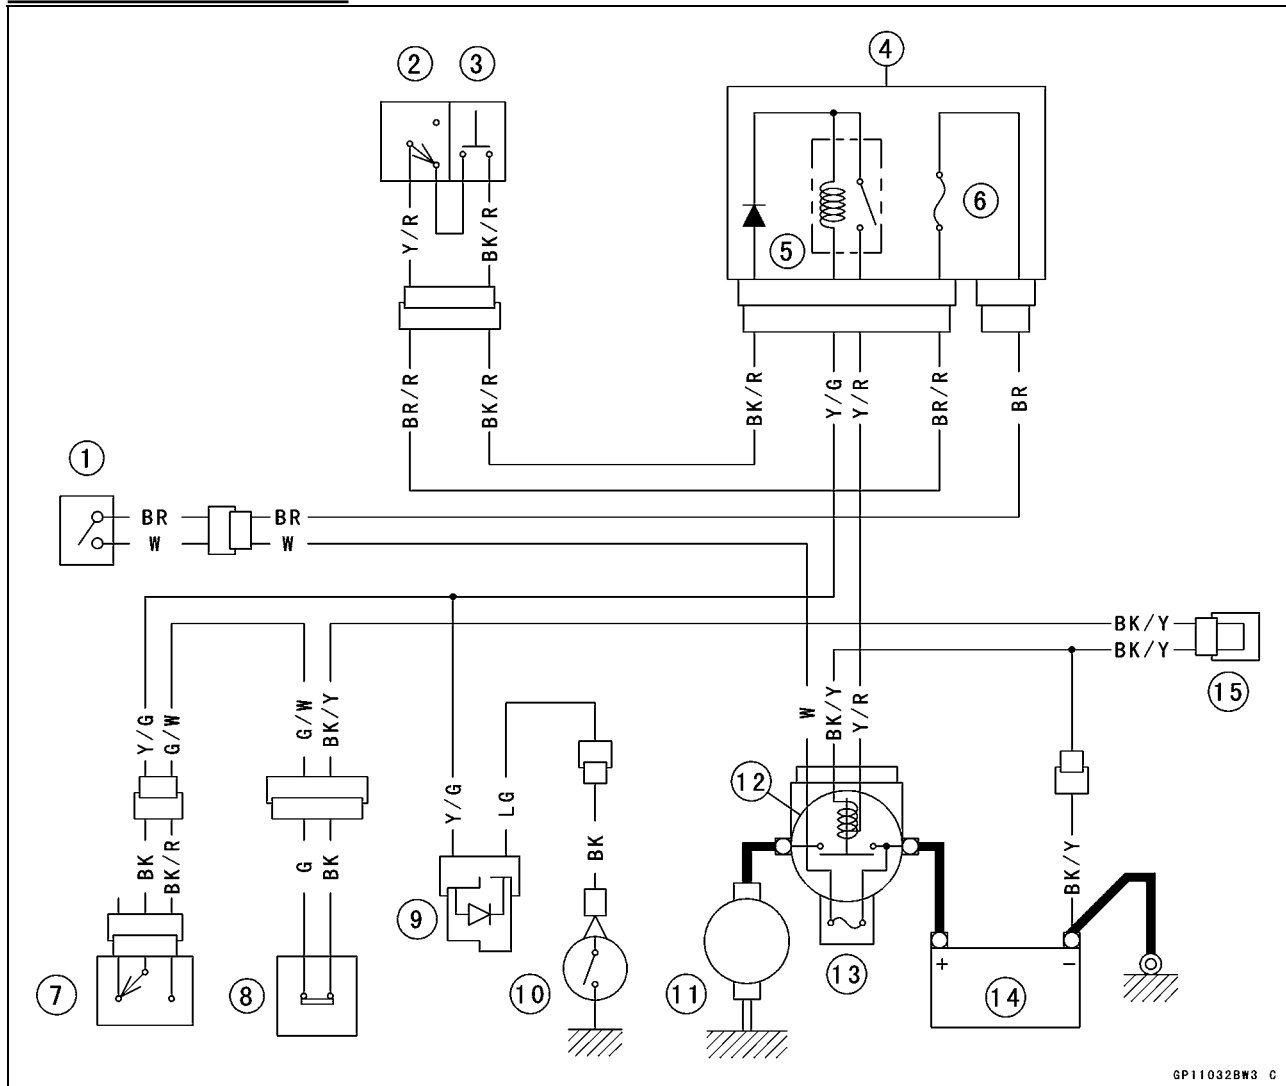 2 3
4
6
5
Y/R BK/R
BR/R BK/R
BK/R Y/G Y/R BR/R BR
1
BR BR
W W
BK/Y
BK/Y
15
Y/G G/W
G/W BK/Y
Y/G LG
W BK/Y Y/R
12
BK BK/R
G BK
BK
BK/Y
7 8 9 10 11 13 14
+ −
GP11032BW3 C